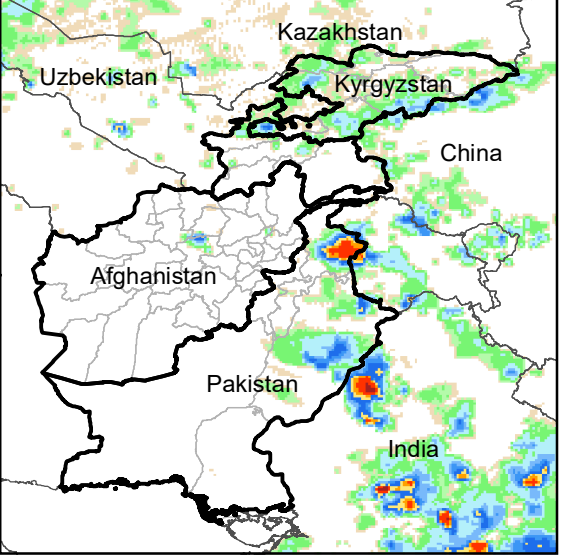 Kazakhstan
Uzbekistan
Kyrgyzstan
China
Afghanistan
Pakistan
India